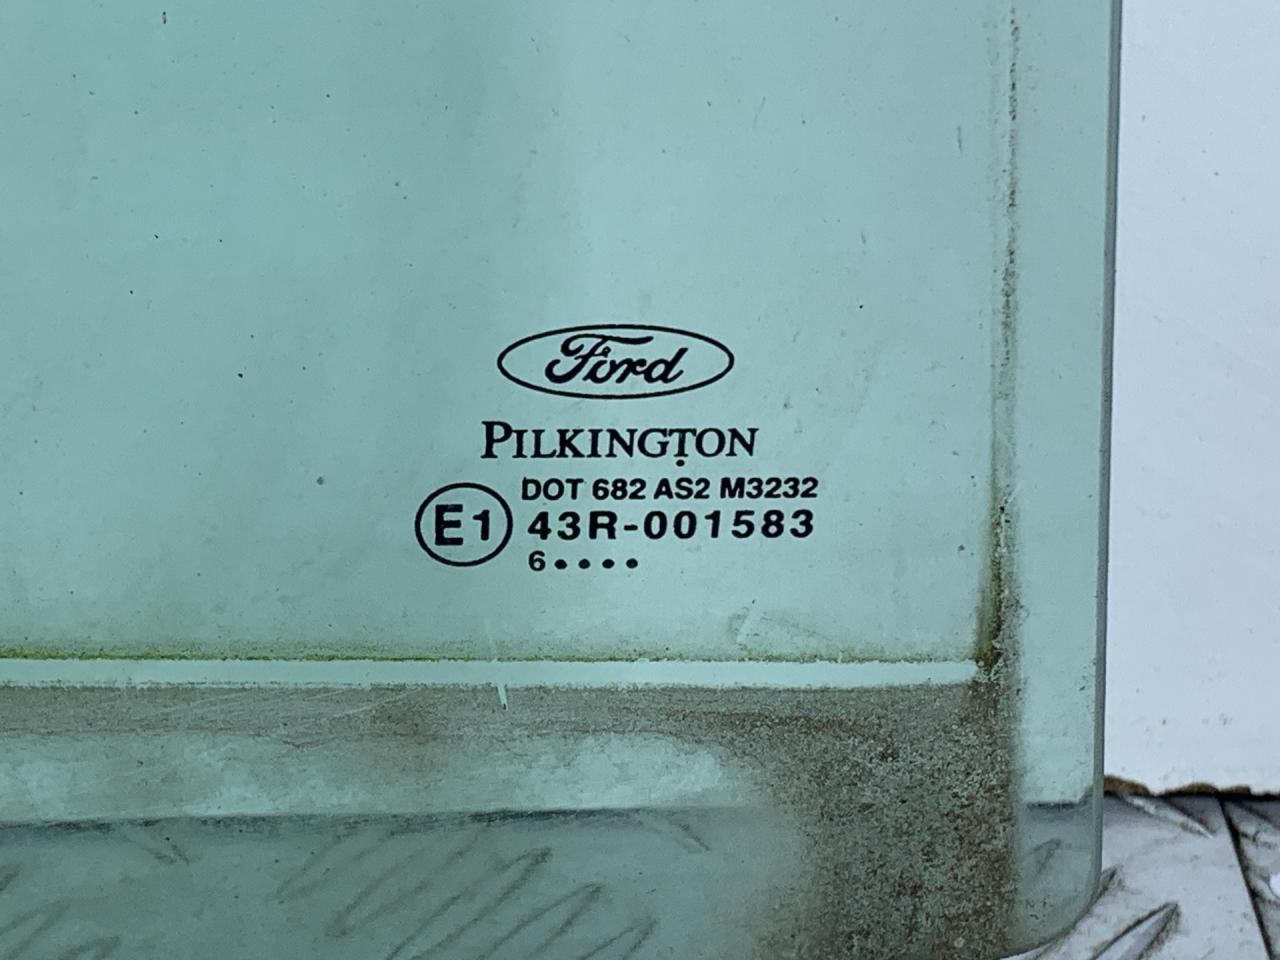 Ford
PILKINGTON
DOT 682 AS2 M3232
E1 43R-001583
6••••